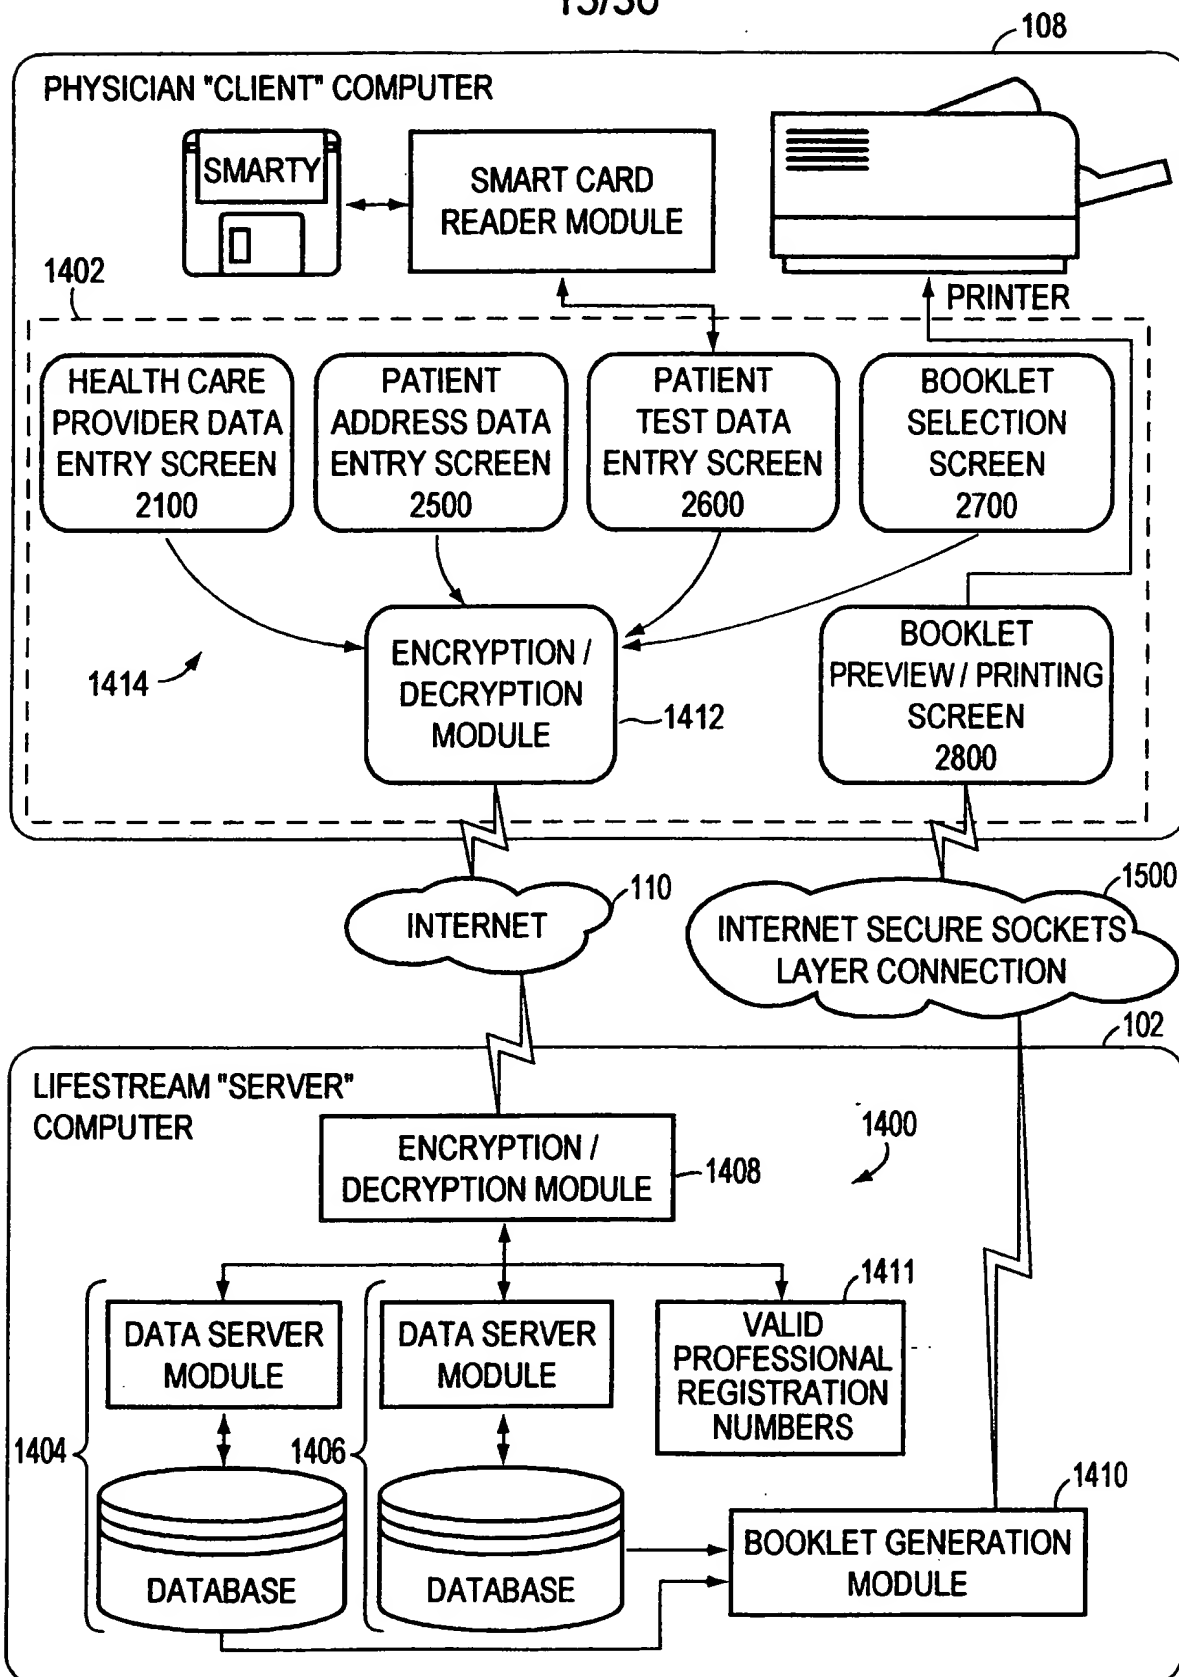 108
PHYSICIAN "CLIENT" COMPUTER
SMARTY
SMART CARD
READER MODULE
PRINTER
1402
HEALTH CARE
PROVIDER DATA
ENTRY SCREEN
2100
PATIENT
ADDRESS DATA
ENTRY SCREEN
2500
PATIENT
TEST DATA
ENTRY SCREEN
2600
BOOKLET
SELECTION
SCREEN
2700
1414
ENCRYPTION /
DECRYPTION
MODULE
1412
BOOKLET
PREVIEW / PRINTING
SCREEN
2800
INTERNET
110
INTERNET SECURE SOCKETS
LAYER CONNECTION
1500
102
LIFESTREAM "SERVER"
COMPUTER
ENCRYPTION /
DECRYPTION MODULE
1408
1400
1404
DATA SERVER
MODULE
DATABASE
1406
DATA SERVER
MODULE
DATABASE
1411
VALID
PROFESSIONAL
REGISTRATION
NUMBERS
1410
BOOKLET GENERATION
MODULE